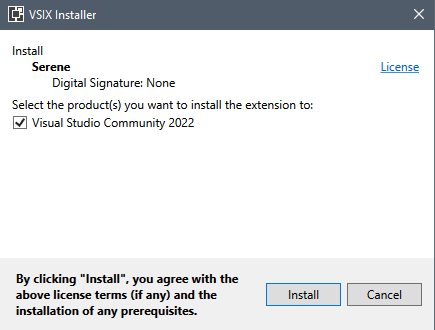 VSIX Installer
Install
Serene
License
Digital Signature: None
Select the product(s) you want to install the extension to:
Visual Studio Community 2022
By clicking "Install", you agree with the
above license terms (if any) and the
installation of any prerequisites.
Install
Cancel